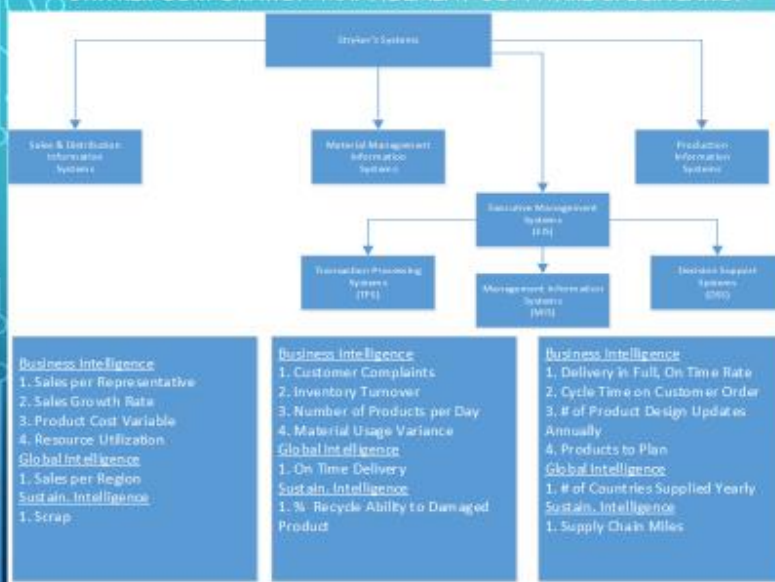 Stryker's Systems
Sales & Distribution
Information
Systems
Material Management
Information
Systems
Production
Information
Systems
Executive Management
Systems
(EIS)
Transaction Processing
Systems
(TPS)
Management Information
Systems
(MIS)
Decision Support
Systems
(DSS)
Business Intelligence
1. Sales per Representative
2. Sales Growth Rate
3. Product Cost Variable
4. Resource Utilization
Global Intelligence
1. Sales per Region
Sustain. Intelligence
1. Scrap
Business Intelligence
1. Customer Complaints
2. Inventory Turnover
3. Number of Products per Day
4. Material Usage Variance
Global Intelligence
1. On Time Delivery
Sustain. Intelligence
1. % Recycle Ability to Damaged
Product
Business Intelligence
1. Delivery in Full, On Time Rate
2. Cycle Time on Customer Order
3. # of Product Design Updates
Annually
4. Products to Plan
Global Intelligence
1. # of Countries Supplied Yearly
Sustain. Intelligence
1. Supply Chain Miles